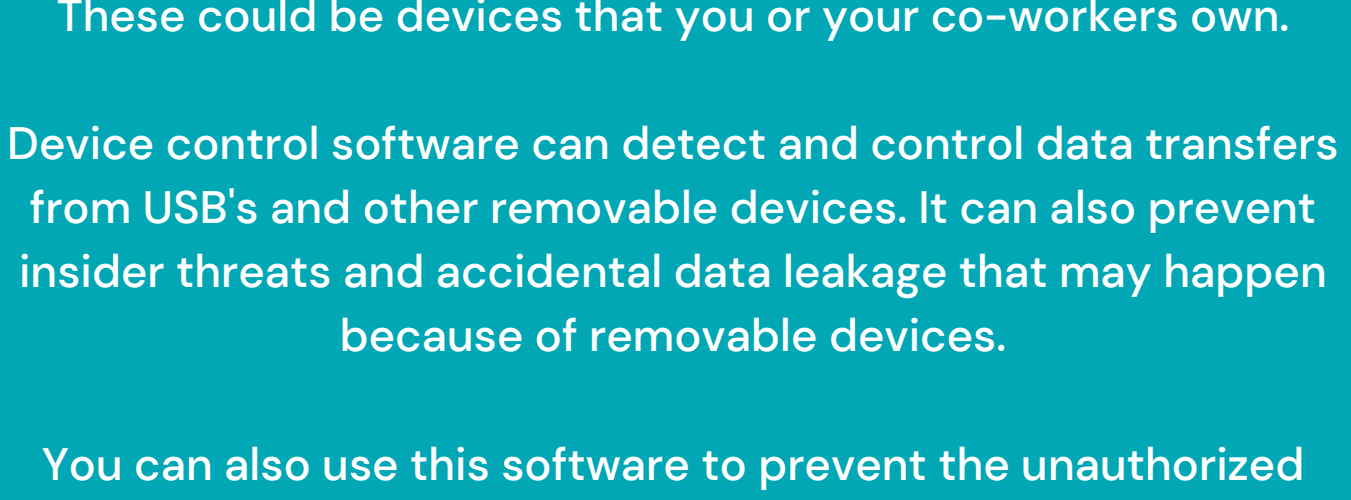 These could be devices that you or your co-workers own.
Device control software can detect and control data transfers
from USB's and other removable devices. It can also prevent
insider threats and accidental data leakage that may happen
because of removable devices.
You can also use this software to prevent the unauthorized